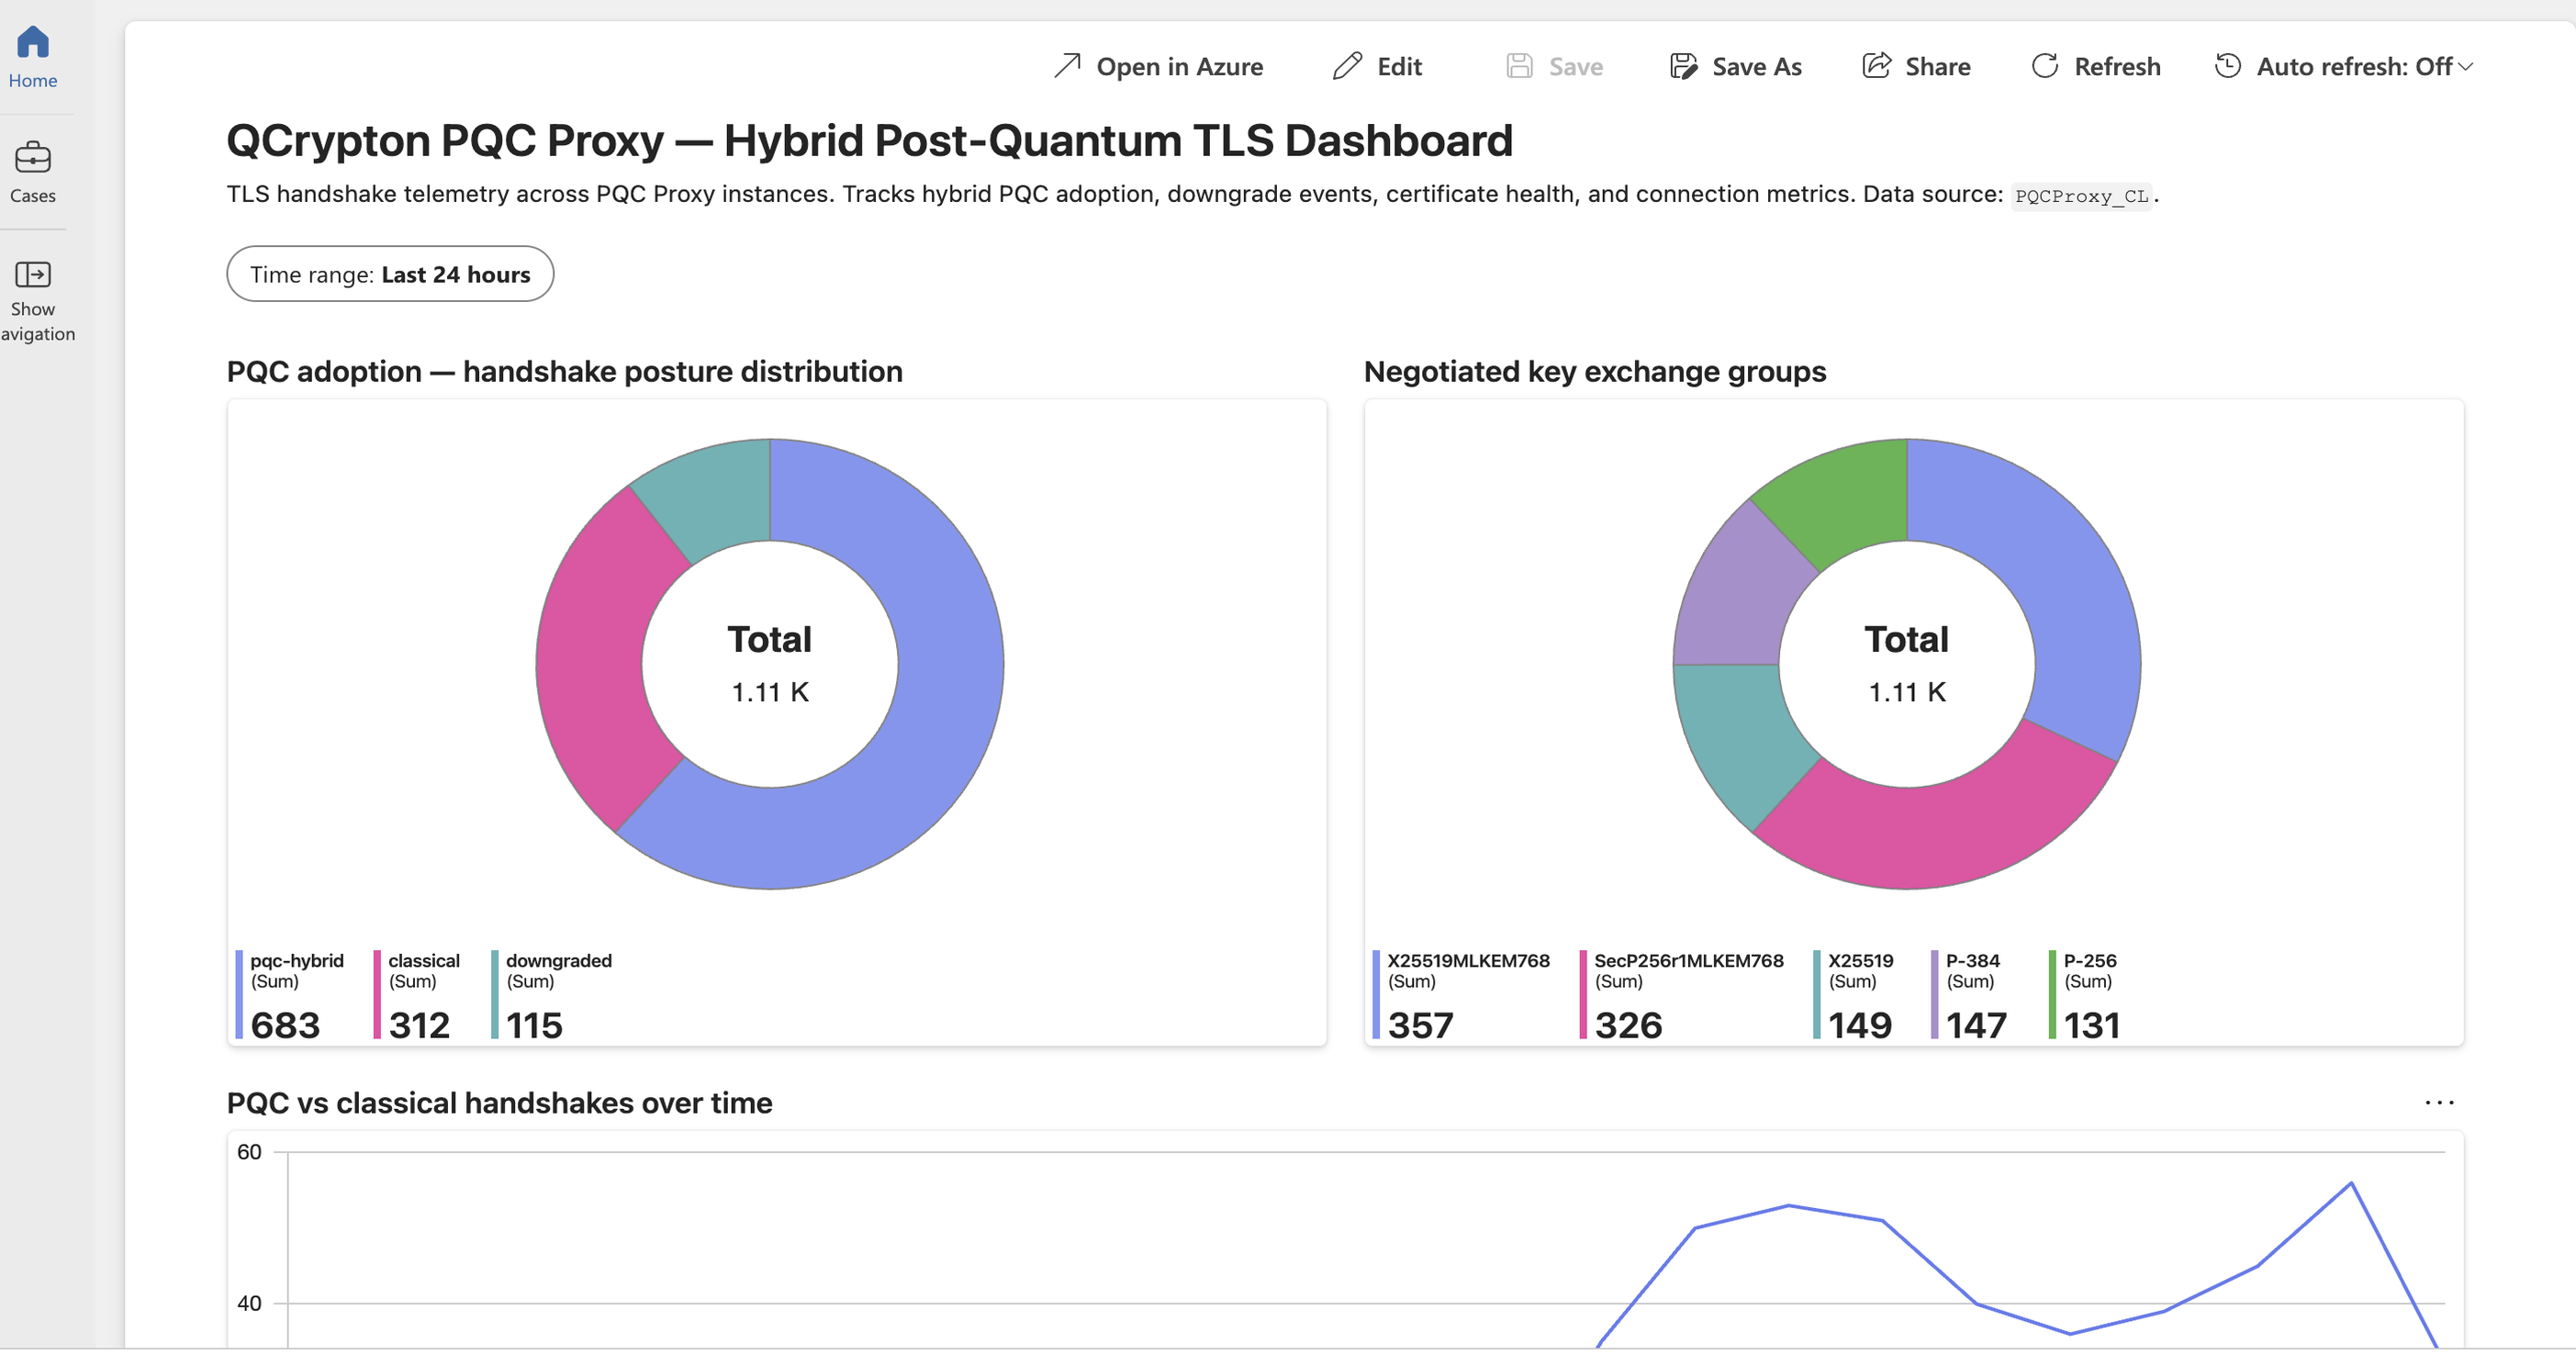 Home
Cases
Show
avigation
Open in Azure
Edit
Save
Save As
Share
Refresh
Auto refresh: Off
QCrypton PQC Proxy — Hybrid Post-Quantum TLS Dashboard
TLS handshake telemetry across PQC Proxy instances. Tracks hybrid PQC adoption, downgrade events, certificate health, and connection metrics. Data source: PQCProxy_CL.
Time range: Last 24 hours
PQC adoption — handshake posture distribution
Total
1.11 K
pqc-hybrid
(Sum)
683
classical
(Sum)
312
downgraded
(Sum)
115
Negotiated key exchange groups
Total
1.11 K
X25519MLKEM768
(Sum)
357
SecP256r1MLKEM768
(Sum)
326
X25519
(Sum)
149
P-384
(Sum)
147
P-256
(Sum)
131
PQC vs classical handshakes over time
60
40